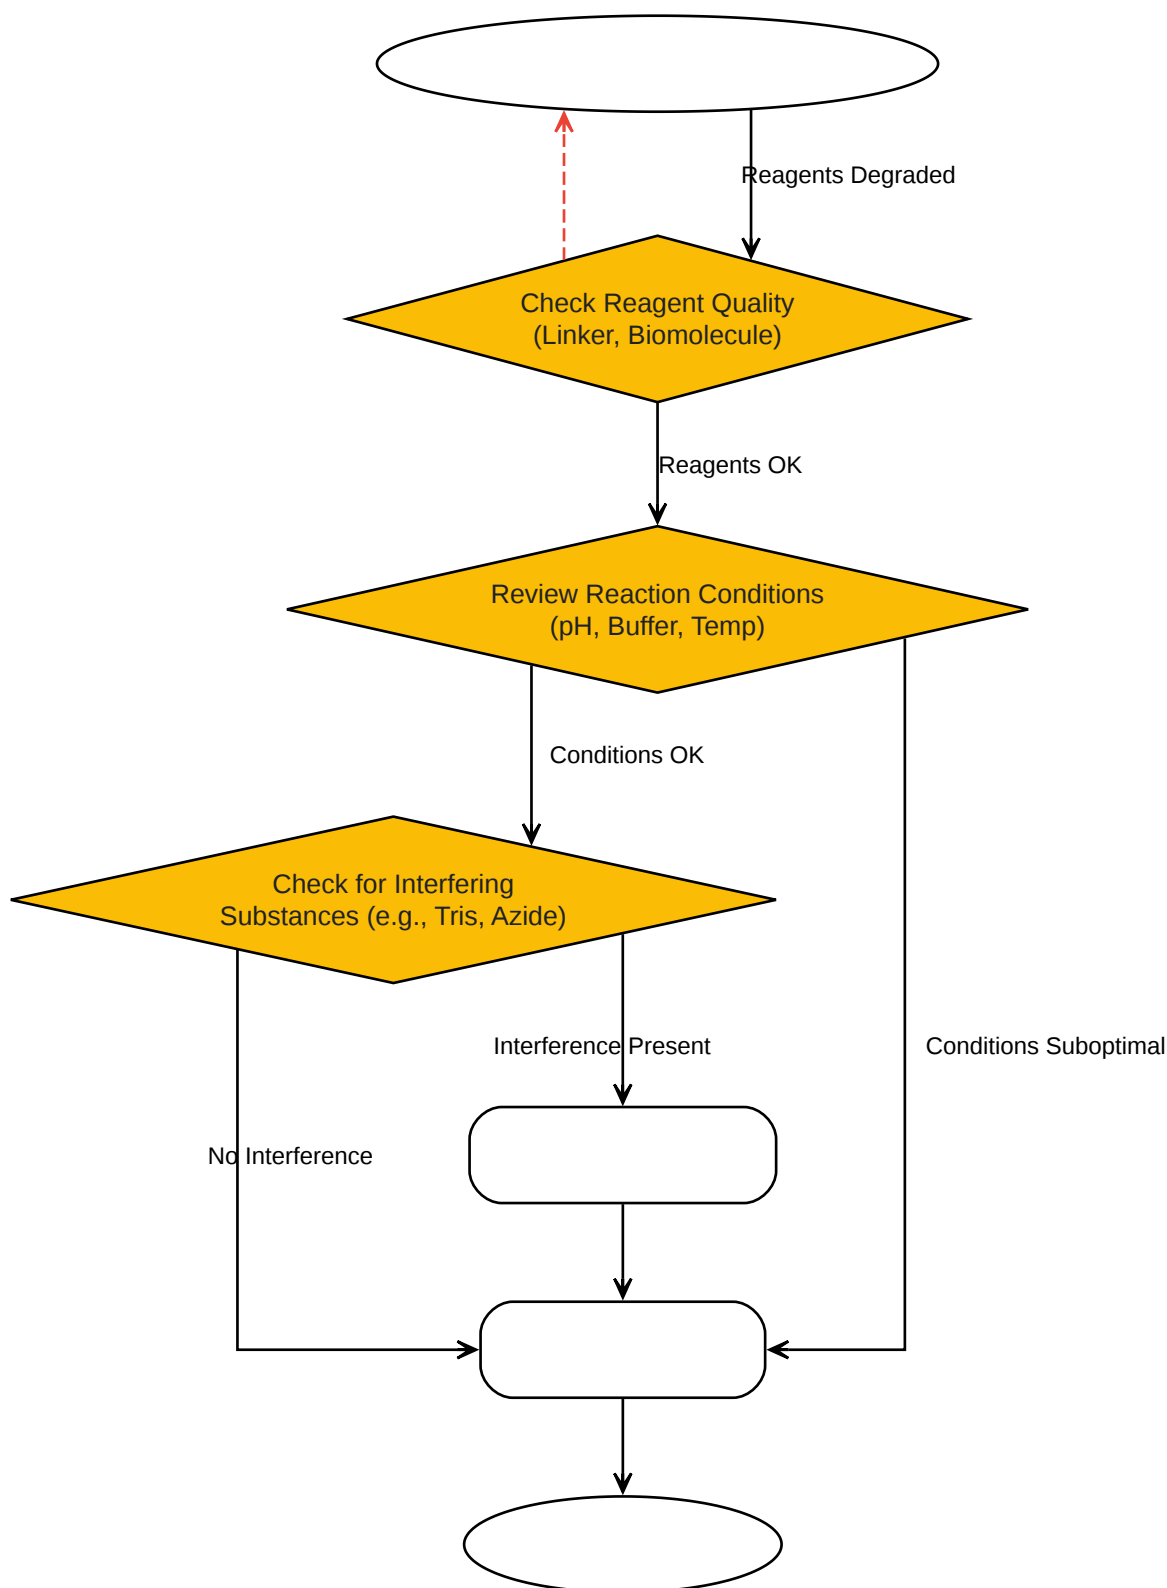 Reagents Degraded
Check Reagent Quality
(Linker, Biomolecule)
Reagents OK
Review Reaction Conditions
(pH, Buffer, Temp)
Conditions OK
Check for Interfering
Substances (e.g., Tris, Azide)
Interference Present
Conditions Suboptimal
No Interference